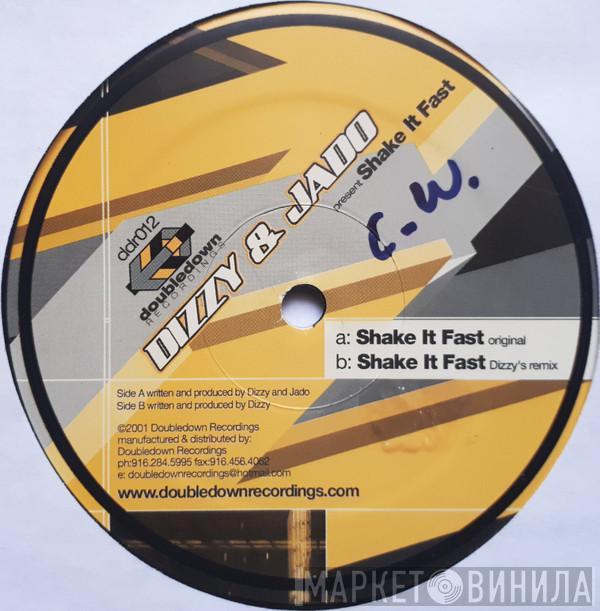 ddr012
doubledown
RECORDINGS
DIZZY & JADO
present Shake It Fast
C.W.
a: Shake It Fast original
b: Shake It Fast Dizzy's remix
Side A written and produced by Dizzy and Jado
Side B written and produced by Dizzy
©2001 Doubledown Recordings
manufactured & distributed by:
Doubledown Recordings
ph:916.284.5995 fax:916.456.4062
e: doubledownrecordings@hotmail.com
www.doubledownrecordings.com
МАРКЕТ ВИНИЛА